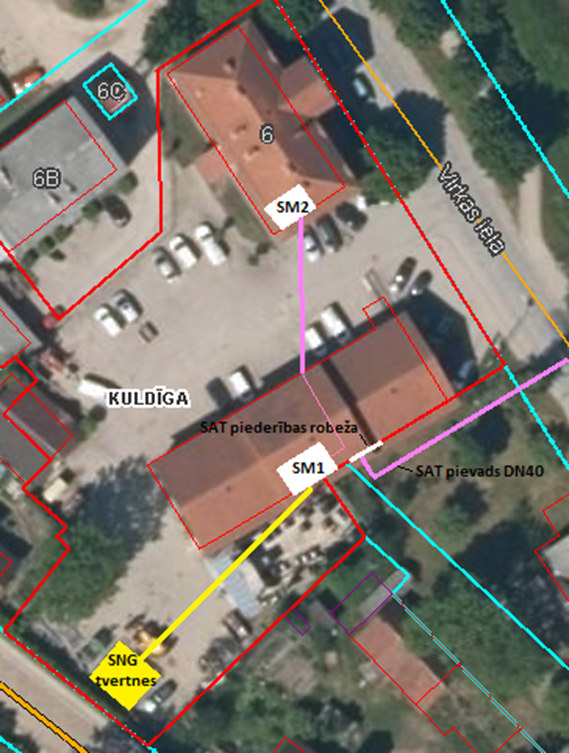 6C
6
6B
SM2
Virkas iela
KULDĪGA
SAT piederības robeža
SM1
SAT pievads DN40
SNG
tvertnes